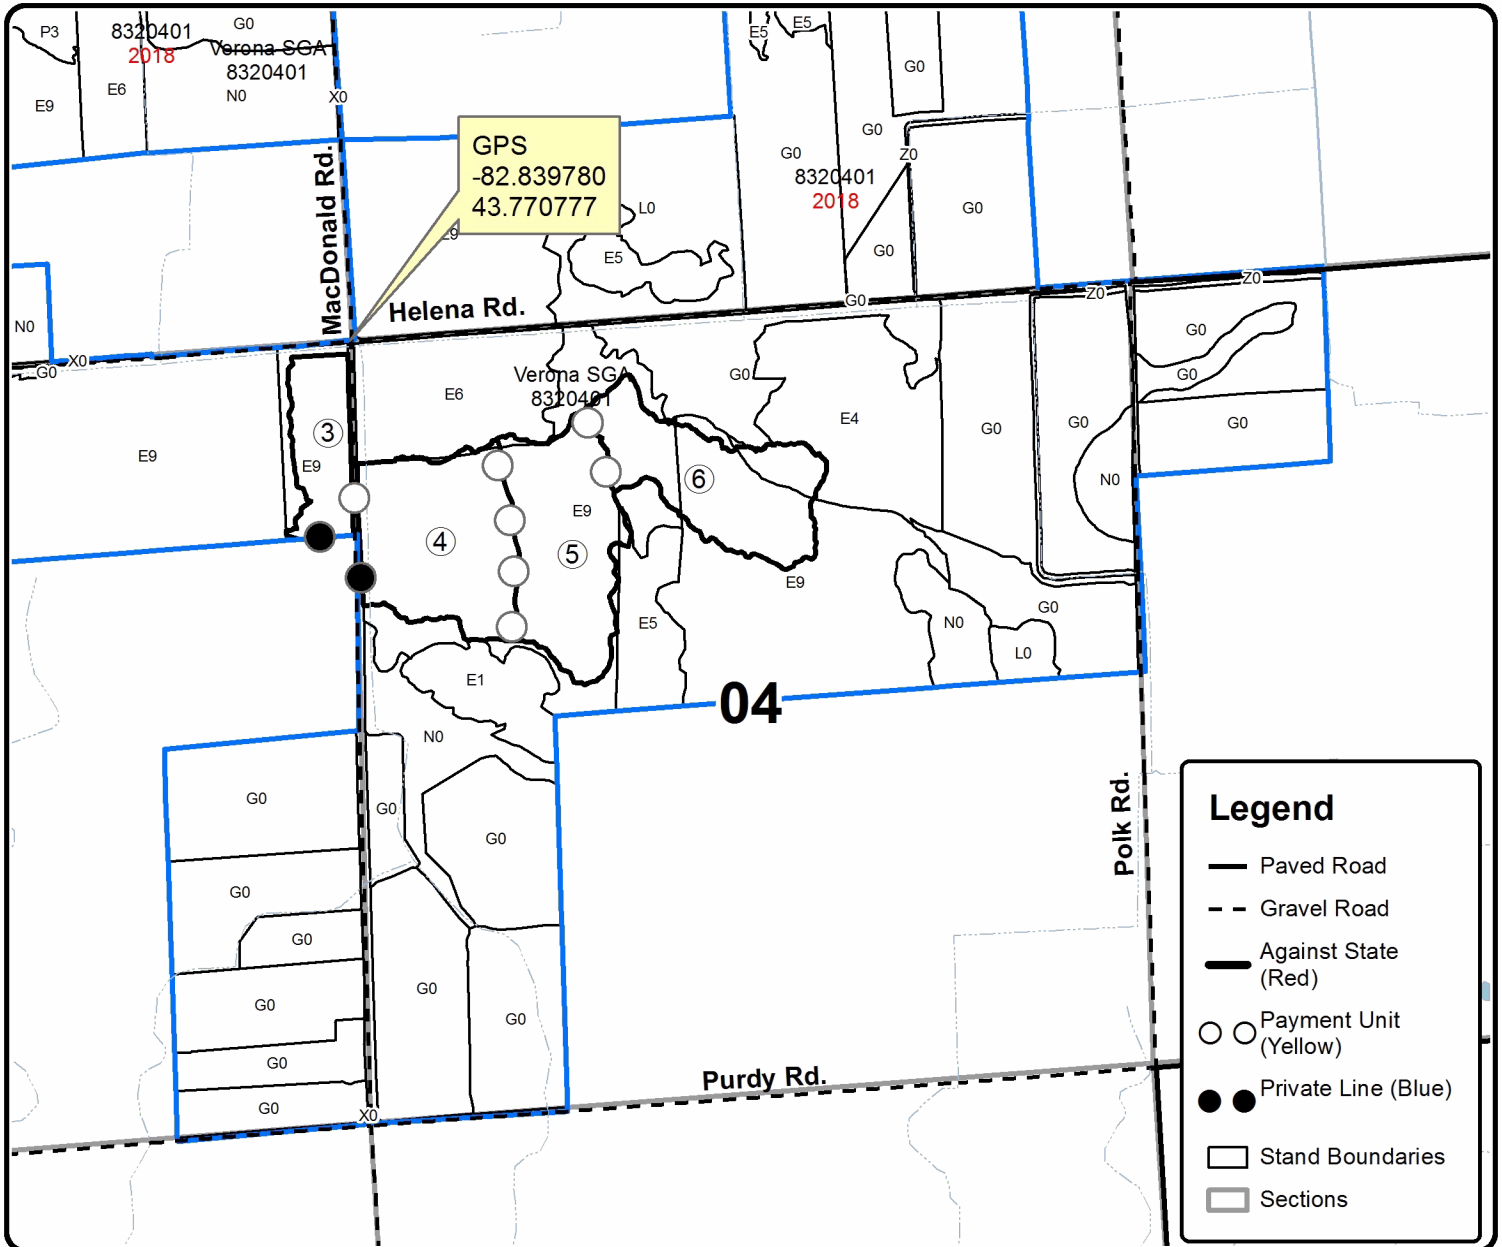 P3
8320401
2018
G0
Verona SGA
8320401
N0
E9
E6
X0
E5
E5
G0
G0
G0
Z0
8320401
2018
G0
G0
MacDonald Rd.
GPS
-82.839780
43.770777
E9
L0
E5
Helena Rd.
G0
Z0
Z0
N0
X0
G0
E9
3
E9
E6
Verona SGA
8320401
G0
E4
G0
G0
G0
G0
G0
N0
6
4
E9
5
E9
E5
N0
G0
L0
E1
04
N0
G0
G0
G0
G0
G0
G0
G0
G0
G0
G0
X0
Polk Rd.
Purdy Rd.
Legend
Paved Road
Gravel Road
Against State
(Red)
Payment Unit
(Yellow)
Private Line (Blue)
Stand Boundaries
Sections